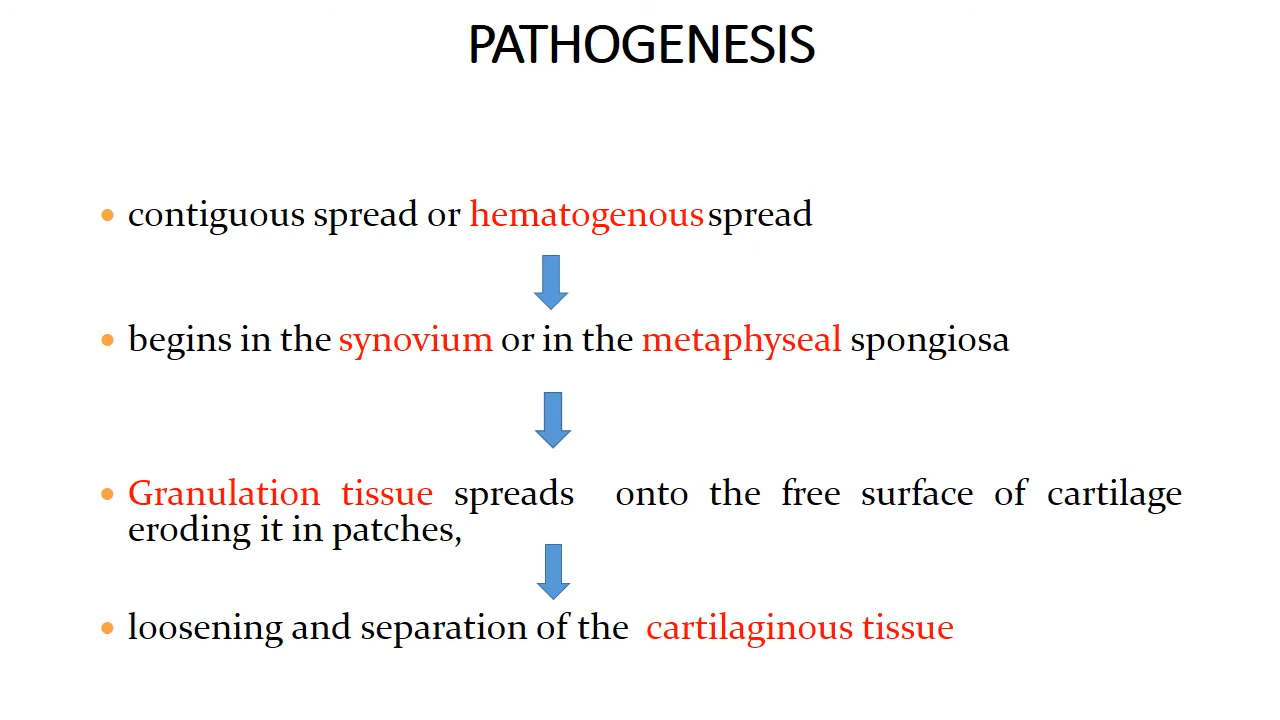 PATHOGENESIS
• contiguous spread or hematogenous spread
• begins in the synovium or in the metaphyseal spongiosa
• Granulation tissue spreads onto the free surface of cartilage
eroding it in patches,
• loosening and separation of the cartilaginous tissue